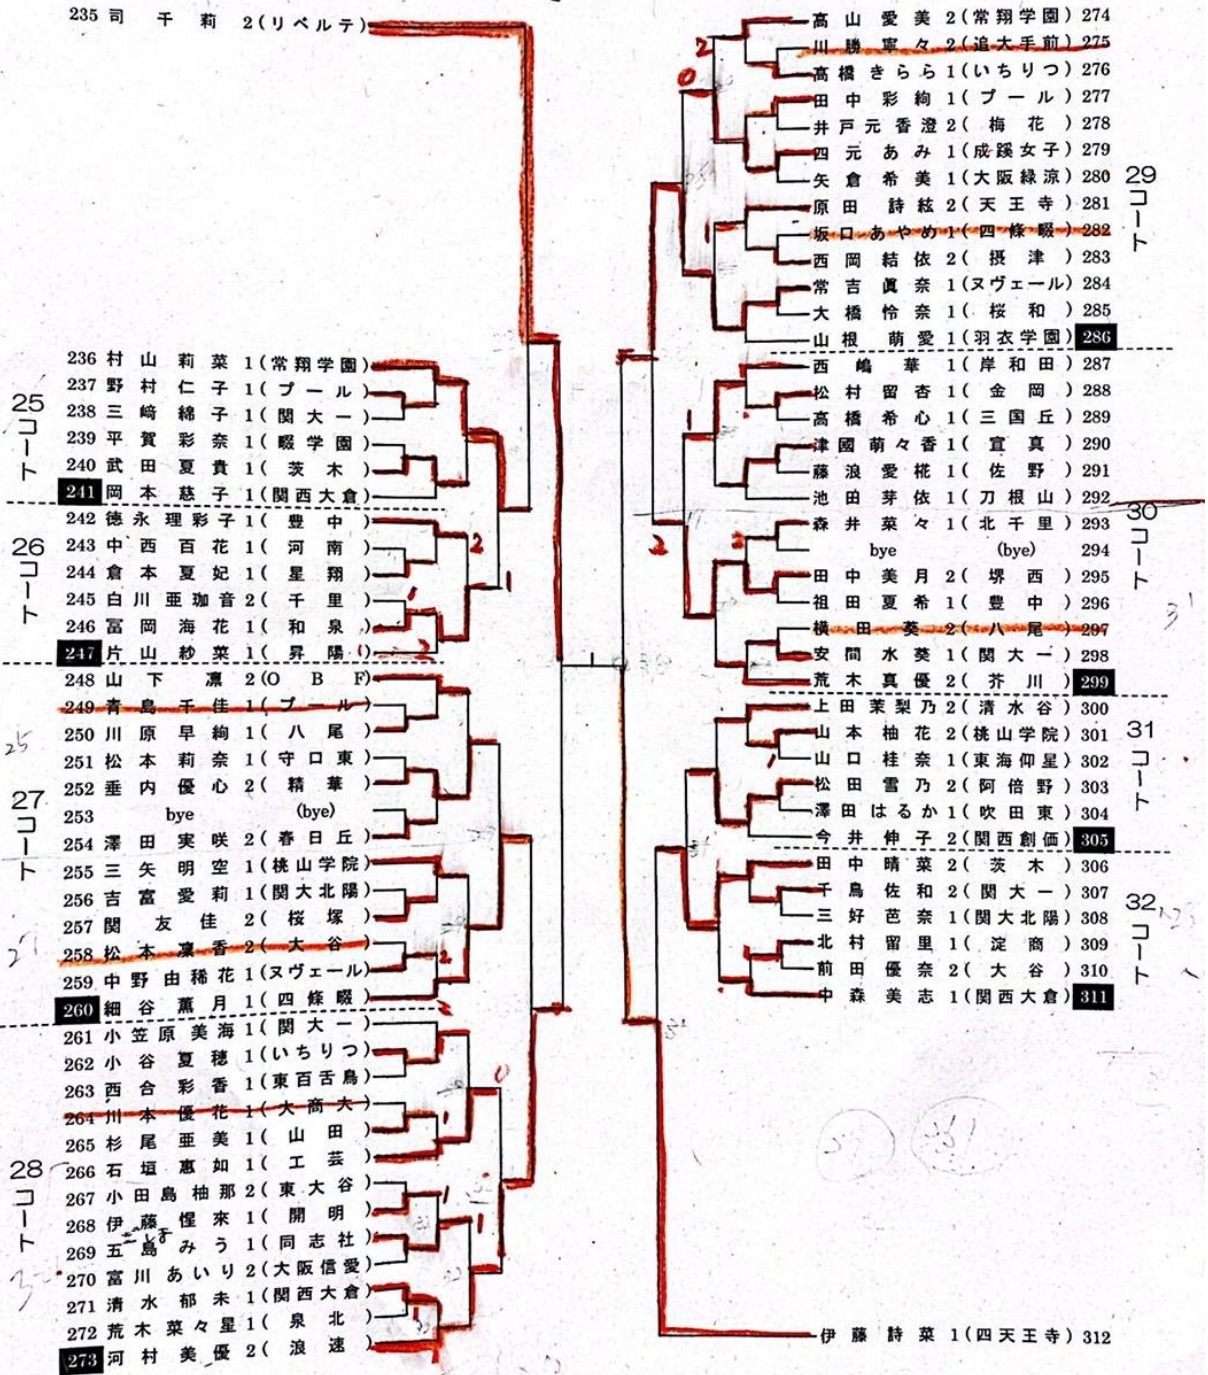 235 司千莉 2(リベルテ)
25コート
236 村山莉菜 1(常翔学園)
237 野村仁子 1(プール)
238 三﨑綿子 1(関大一)
239 平賀彩奈 1(畷学園)
240 武田夏貴 1(茨木)
241 岡本慈子 1(関西大倉)
26コート
242 徳永理彩子 1(豊中)
243 中西百花 1(河南)
244 倉本夏妃 1(星翔)
245 白川亜珈音 2(千里)
246 冨岡海花 1(和泉)
247 片山紗菜 1(昇陽)
27コート
248 山下凛 2(OBF)
249 青島千佳 1(プール)
250 川原早絢 1(八尾)
251 松本莉奈 1(守口東)
252 垂内優心 2(精華)
253 bye (bye)
254 澤田実咲 2(春日丘)
255 三矢明空 1(桃山学院)
256 吉富愛莉 1(関大北陽)
257 関友佳 2(桜塚)
258 松本凜香 2(大谷)
259 中野由稀花 1(ヌヴェール)
260 細谷薫月 1(四條畷)
28コート
261 小笠原美海 1(関大一)
262 小谷夏穂 1(いちりつ)
263 西合彩香 1(東百舌鳥)
264 川本優花 1(大商大)
265 杉尾亜美 1(山田)
266 石垣恵如 1(工芸)
267 小田島柚那 2(東大谷)
268 伊藤惺來 1(開明)
269 五島みう 1(同志社)
270 富川あいり 2(大阪信愛)
271 清水郁未 1(関西大倉)
272 荒木菜々星 1(泉北)
273 河村美優 2(浪速)
高山愛美 2(常翔学園) 274
川勝寧々 2(追大手前) 275
高橋きらら 1(いちりつ) 276
田中彩絢 1(プール) 277
井戸元香澄 2(梅花) 278
四元あみ 1(成蹊女子) 279
矢倉希美 1(大阪緑涼) 280
29コート
原田詩絃 2(天王寺) 281
坂口あやめ 1(四條畷) 282
西岡結依 2(摂津) 283
常吉眞奈 1(ヌヴェール) 284
大橋怜奈 1(桜和) 285
山根萌愛 1(羽衣学園) 286
西嶋華 1(岸和田) 287
松村留杏 1(金岡) 288
高橋希心 1(三国丘) 289
津國萌々香 1(宣真) 290
藤浪愛椛 1(佐野) 291
池田芽依 1(刀根山) 292
30コート
森井菜々 1(北千里) 293
bye (bye) 294
田中美月 2(堺西) 295
祖田夏希 1(豊中) 296
横田葵 2(八尾) 297
安間水葵 1(関大一) 298
荒木真優 2(芥川) 299
上田茉梨乃 2(清水谷) 300
31コート
山本柚花 2(桃山学院) 301
山口桂奈 1(東海仰星) 302
松田雪乃 2(阿倍野) 303
澤田はるか 1(吹田東) 304
今井伸子 2(関西創価) 305
田中晴菜 2(茨木) 306
千鳥佐和 2(関大一) 307
32コート
三好芭奈 1(関大北陽) 308
北村留里 1(淀商) 309
前田優奈 2(大谷) 310
中森美志 1(関西大倉) 311
伊藤詩菜 1(四天王寺) 312